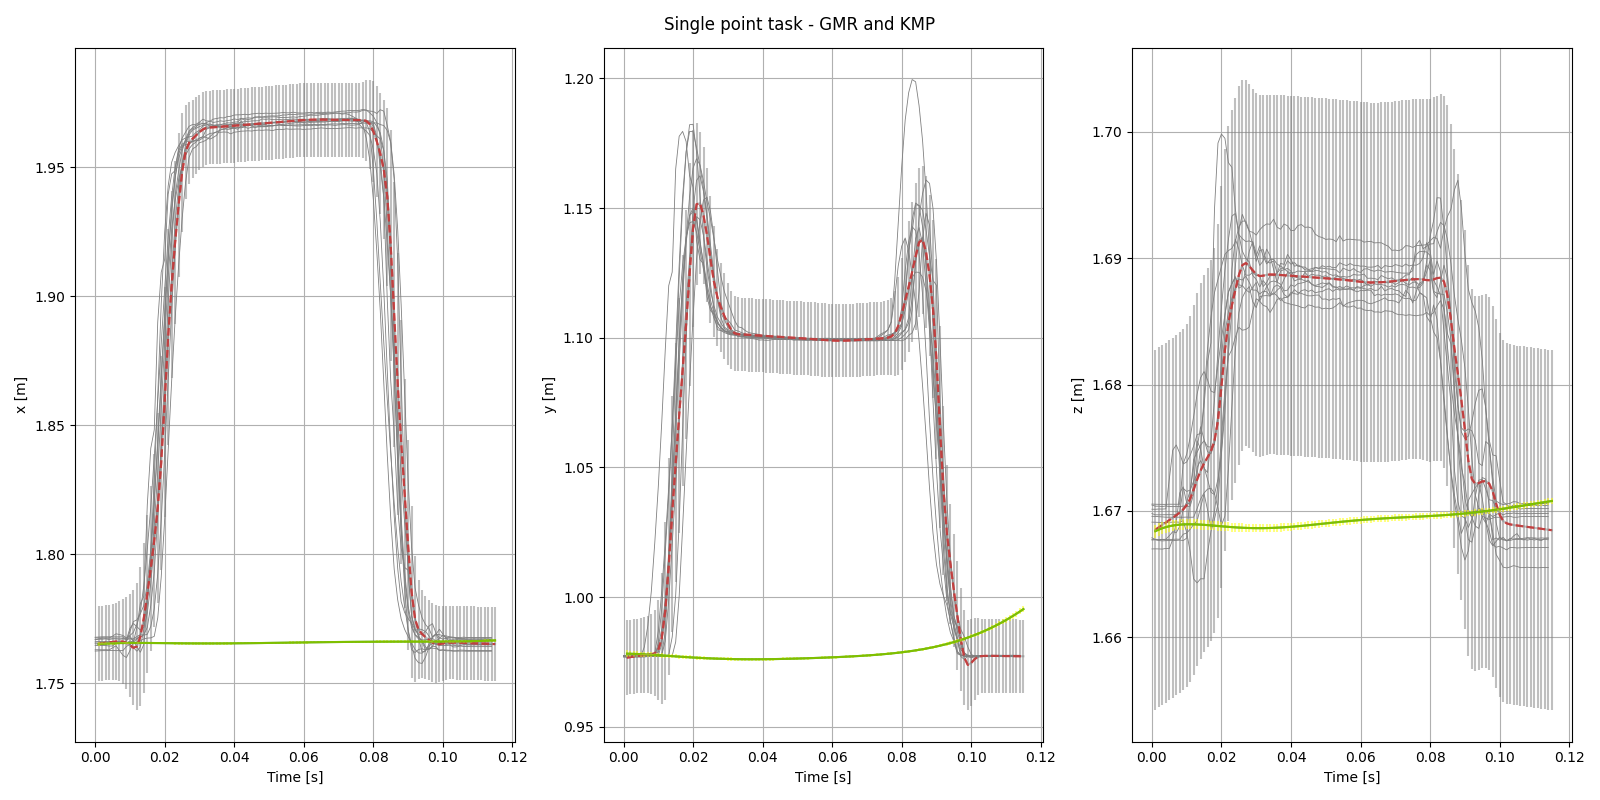 Single point task - GMR and KMP
x [m]
1.95
1.90
1.85
1.80
1.75
0.00 0.02 0.04 0.06 0.08 0.10 0.12
Time [s]
y [m]
1.20
1.15
1.10
1.05
1.00
0.95
0.00 0.02 0.04 0.06 0.08 0.10 0.12
Time [s]
z [m]
1.70
1.69
1.68
1.67
1.66
0.00 0.02 0.04 0.06 0.08 0.10 0.12
Time [s]